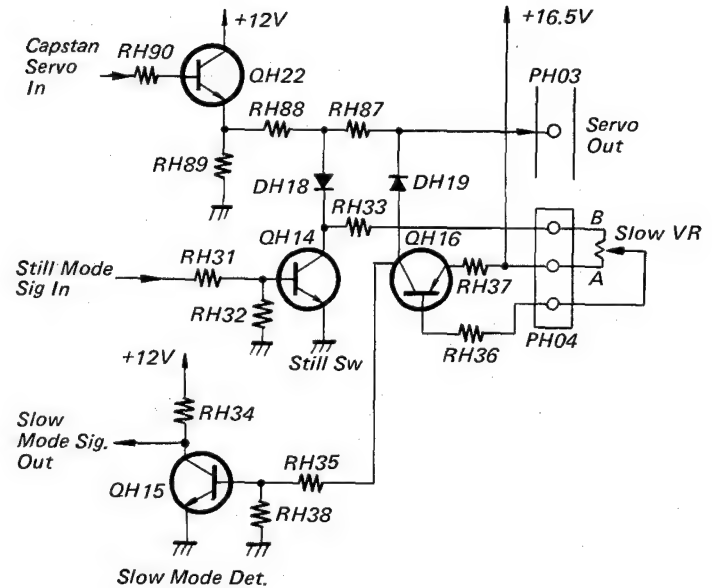 +12V
+16.5V
Capstan
Servo
In
RH90
QH22
PH03
RH88
RH87
Servo
Out
RH89
DH18
DH19
RH33
B
Slow VR
QH14
QH16
RH31
Still Mode
Sig In
RH37
A
RH32
RH36
PH04
Still Sw
+12V
RH34
Slow
Mode Sig.
Out
RH35
QH15
RH38
Slow Mode Det.